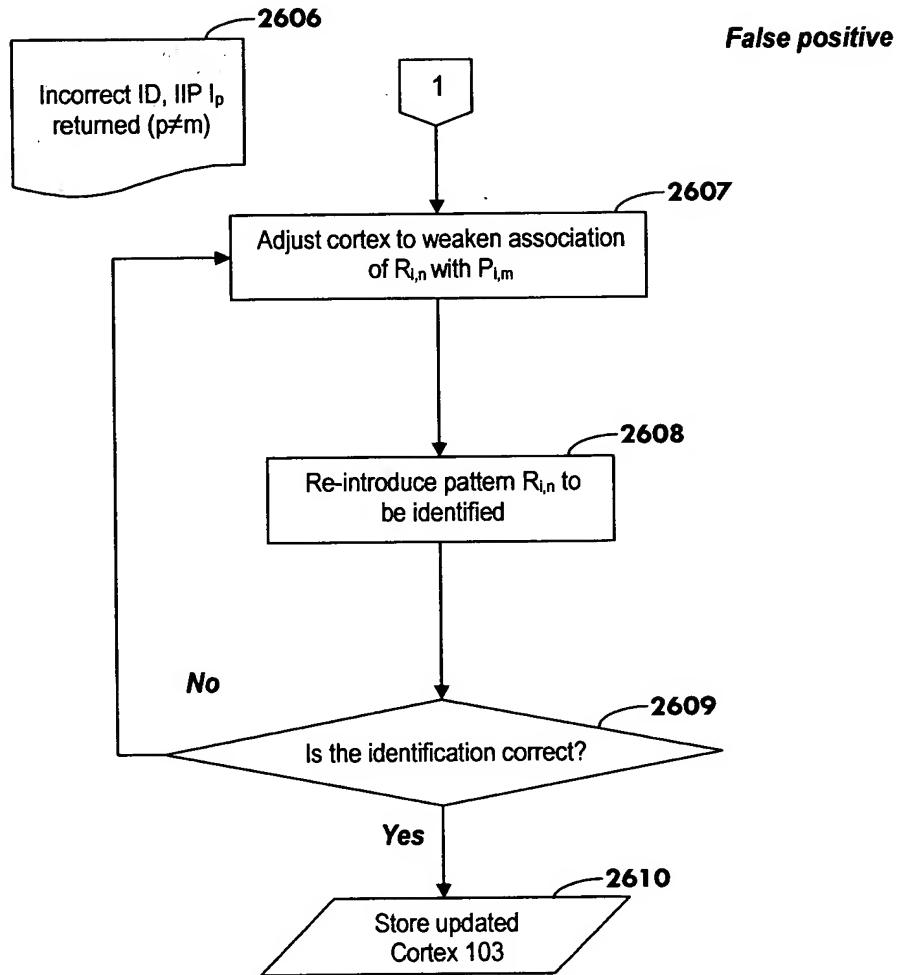 2606
False positive
Incorrect ID, IIP Iₚ
returned (p≠m)
1
2607
Adjust cortex to weaken association
of Rᵢ,ₙ with Pᵢ,ₘ
2608
Re-introduce pattern Rᵢ,ₙ to
be identified
No
2609
Is the identification correct?
Yes
2610
Store updated
Cortex 103